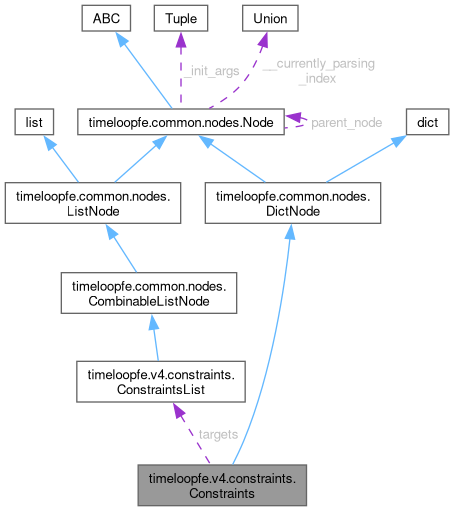 ABC
Tuple
Union
_init_args
__currently_parsing
_index
timeloopfe.common.nodes.Node
parent_node
list
dict
timeloopfe.common.nodes.
ListNode
timeloopfe.common.nodes.
DictNode
timeloopfe.common.nodes.
CombinableListNode
timeloopfe.v4.constraints.
ConstraintsList
targets
timeloopfe.v4.constraints.
Constraints